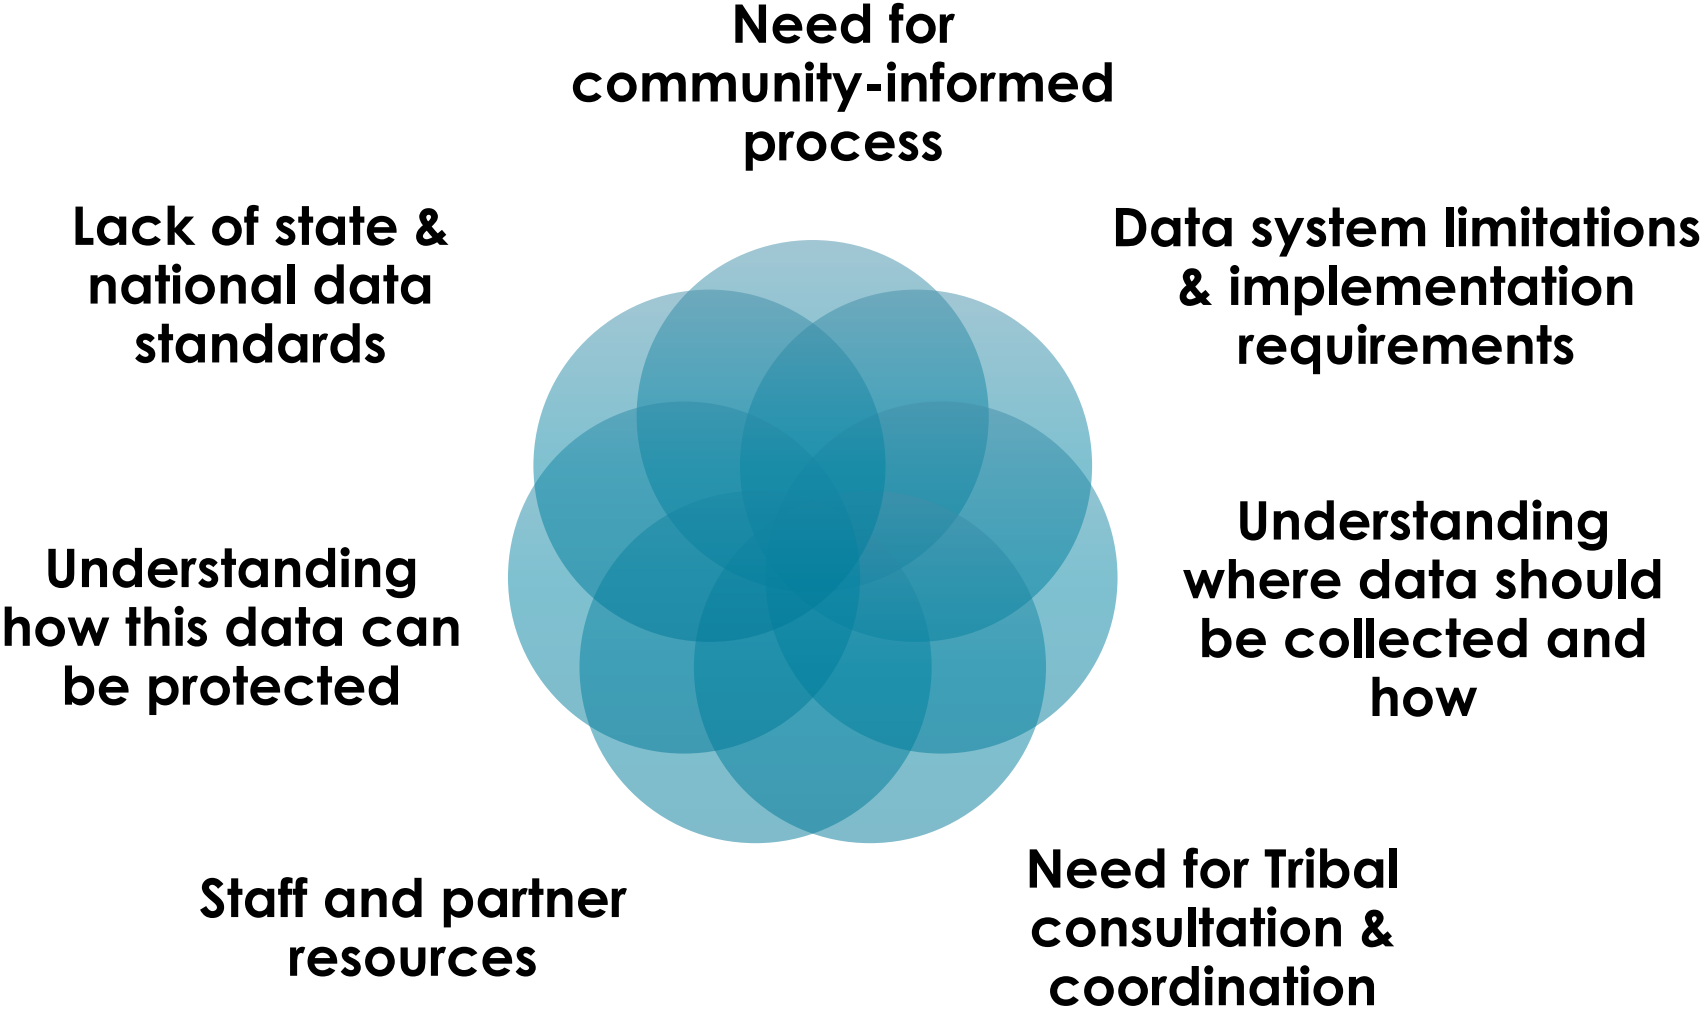 Need for
community-informed
process
Data system limitations
& implementation
requirements
Understanding
where data should
be collected and
how
Need for Tribal
consultation &
coordination
Staff and partner
resources
Understanding
how this data can
be protected
Lack of state &
national data
standards